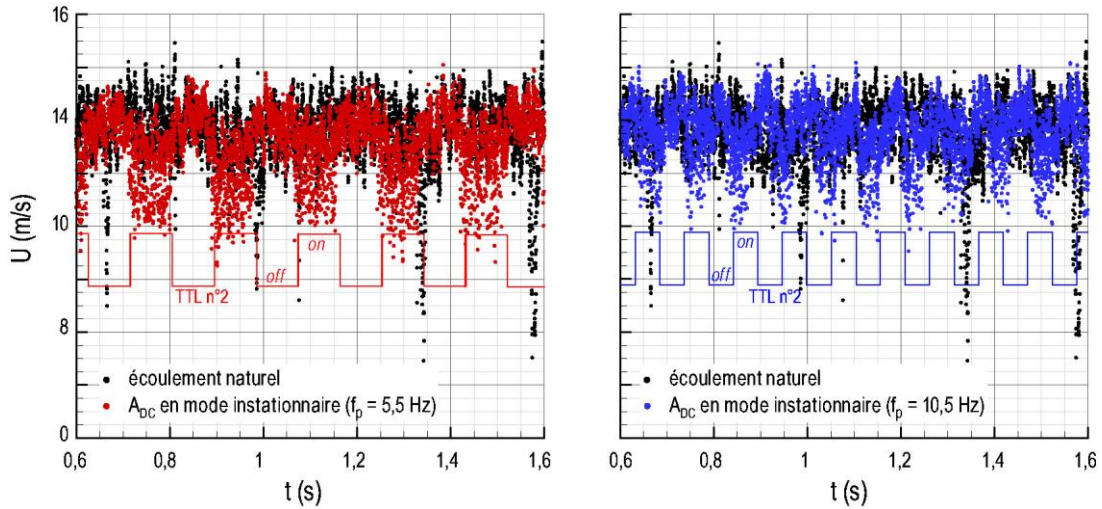 16
14
12
10
8
6
0
U (m/s)
on
off
TTL n°2
écoulement naturel
A_DC en mode instationnaire (f_p = 5,5 Hz)
0,6 0,8 1 1,2 1,4 1,6
t (s)
on
off
TTL n°2
écoulement naturel
A_DC en mode instationnaire (f_p = 10,5 Hz)
0,6 0,8 1 1,2 1,4 1,6
t (s)